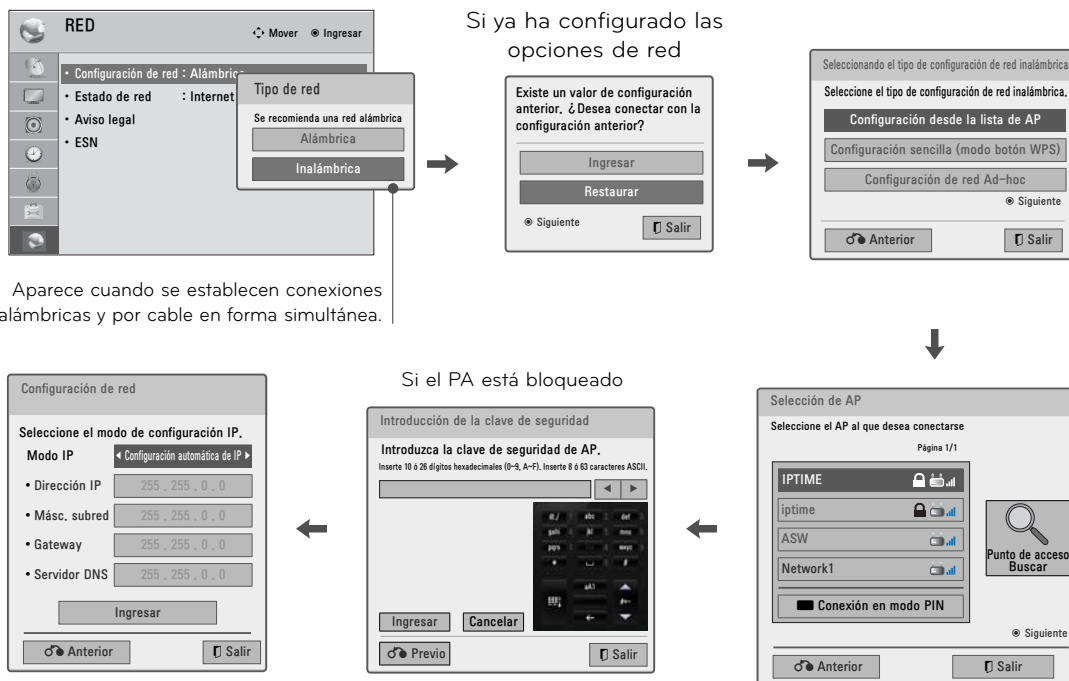 RED
Mover
Ingresar
• Configuración de red : Alámbrica
• Estado de red : Internet
• Aviso legal
• ESN
Tipo de red
Se recomienda una red alámbrica
Alámbrica
Inalámbrica
Aparece cuando se establecen conexiones
alámbricas y por cable en forma simultánea.
Si ya ha configurado las
opciones de red
Existe un valor de configuración
anterior. ¿Desea conectar con la
configuración anterior?
Ingresar
Restaurar
Siguiente
Salir
Seleccionando el tipo de configuración de red inalámbrica
Seleccione el tipo de configuración de red inalámbrica.
Configuración desde la lista de AP
Configuración sencilla (modo botón WPS)
Configuración de red Ad-hoc
Siguiente
Anterior
Salir
Selección de AP
Seleccione el AP al que desea conectarse
Página 1/1
IPTIME
iptime
ASW
Network1
Conexión en modo PIN
Punto de acceso
Buscar
Siguiente
Anterior
Salir
Si el PA está bloqueado
Introducción de la clave de seguridad
Introduzca la clave de seguridad de AP.
Inserte 10 ó 26 dígitos hexadecimales (0~9, A~F). Inserte 8 ó 63 caracteres ASCII.
abc def
jkl
aA1
Ingresar
Cancelar
Previo
Salir
Configuración de red
Seleccione el modo de configuración IP.
Modo IP ◀ Configuración automática de IP ▶
• Dirección IP 255 . 255 . 0 . 0
• Másc. subred 255 . 255 . 0 . 0
• Gateway 255 . 255 . 0 . 0
• Servidor DNS 255 . 255 . 0 . 0
Ingresar
Anterior
Salir